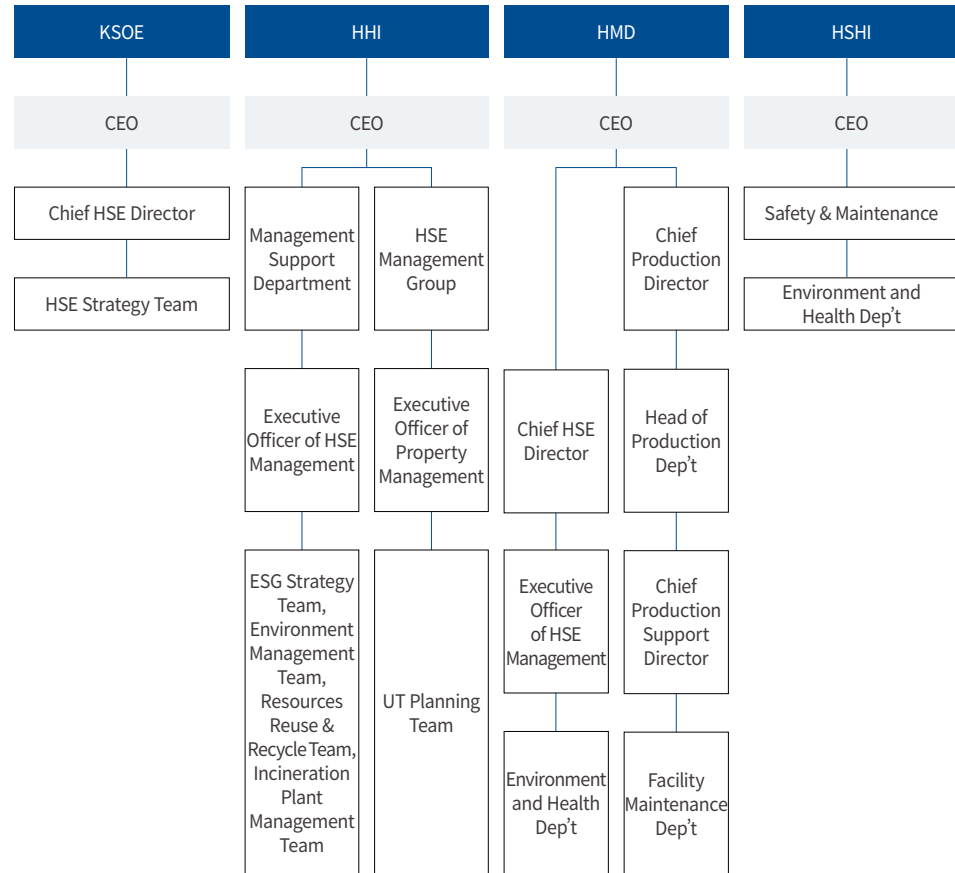 KSOE
CEO
Chief HSE Director
HSE Strategy Team
HHI
CEO
Management
Support
Department
Executive
Officer of HSE
Management
ESG Strategy
Team,
Environment
Management
Team,
Resources
Reuse &
Recycle Team,
Incineration
Plant
Management
Team
HSE
Management
Group
Executive
Officer of
Property
Management
UT Planning
Team
HMD
CEO
Chief HSE
Director
Executive
Officer
of HSE
Management
Environment
and Health
Dep’t
Chief
Production
Director
Head of
Production
Dep’t
Chief
Production
Support
Director
Facility
Maintenance
Dep’t
HSHI
CEO
Safety & Maintenance
Environment and
Health Dep’t